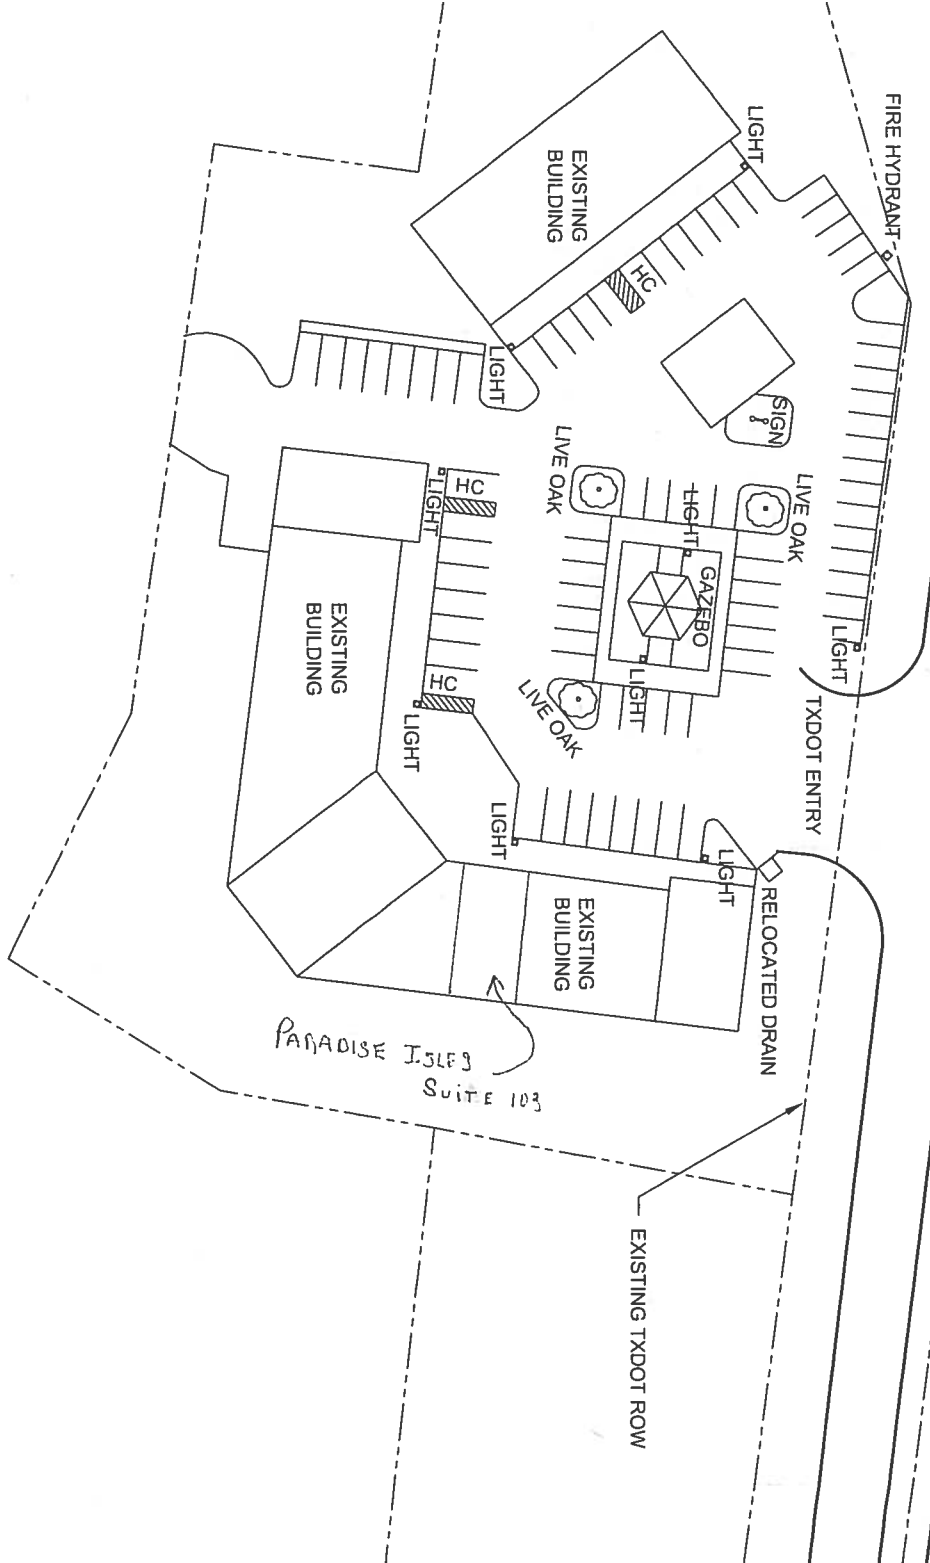 FIRE HYDRANT
LIGHT
EXISTING
BUILDING
HC
LIGHT
SIGN
LIVE OAK
LIVE OAK
LIGHT
GAZEBO
LIGHT
LIGHT
HC
LIGHT
EXISTING
BUILDING
HC
LIGHT
LIVE OAK
TXDOT ENTRY
LIGHT
LIGHT
RELOCATED DRAIN
EXISTING
BUILDING
PARADISE ISLES
SUITE 103
EXISTING TXDOT ROW